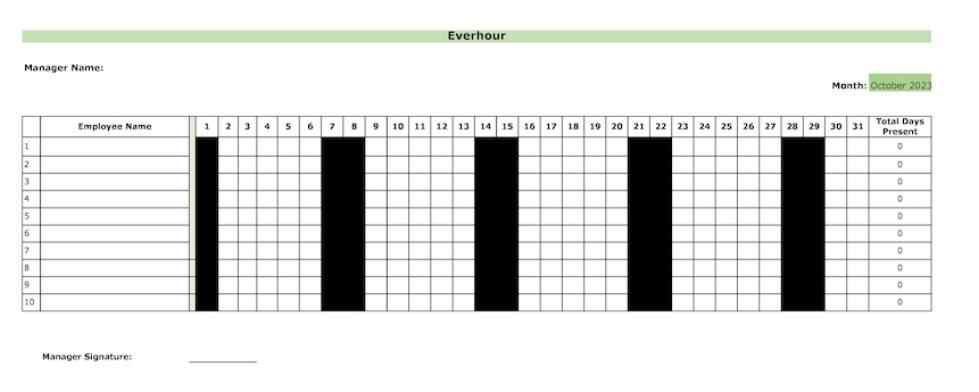 Everhour
Manager Name:
Month: October 2023
Employee Name 1 2 3 4 5 6 7 8 9 10 11 12 13 14 15 16 17 18 19 20 21 22 23 24 25 26 27 28 29 30 31 Total Days Present
1 0
2 0
3 0
4 0
5 0
6 0
7 0
8 0
9 0
10 0
Manager Signature: